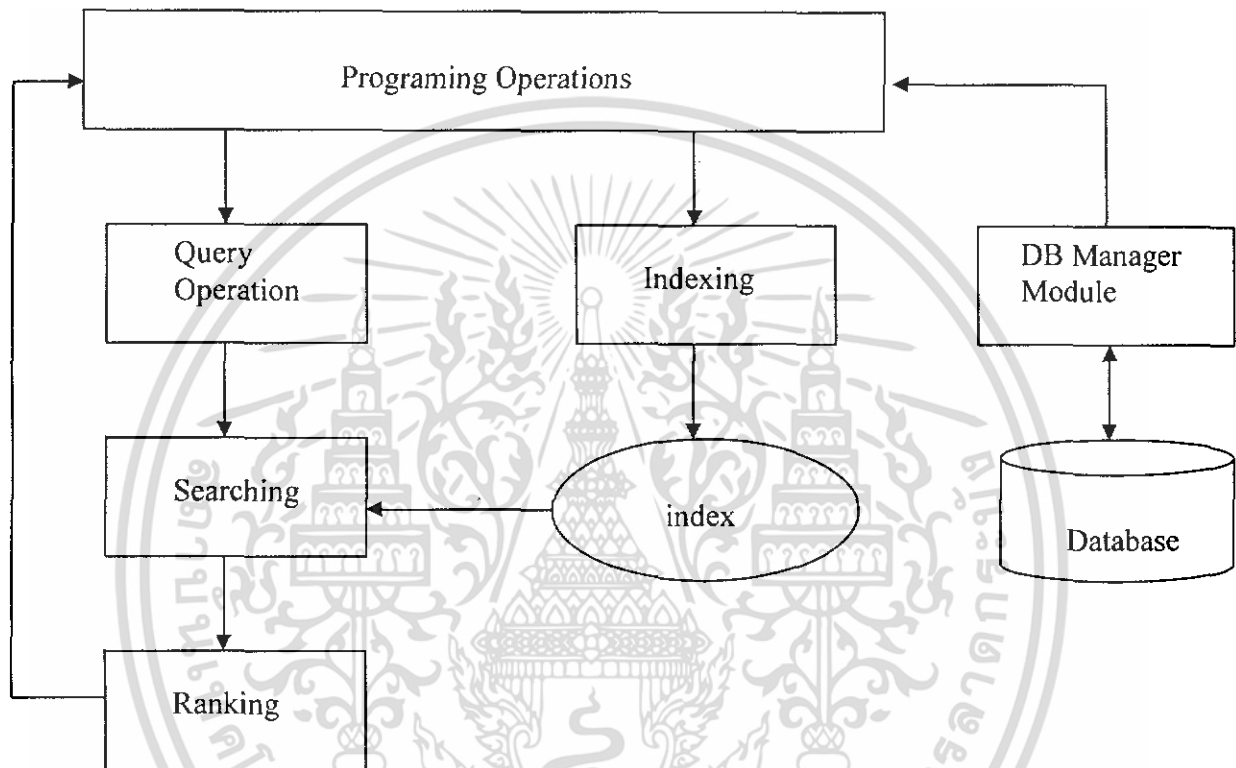 Programing Operations
Query
Operation
Indexing
DB Manager
Module
Searching
index
Database
Ranking